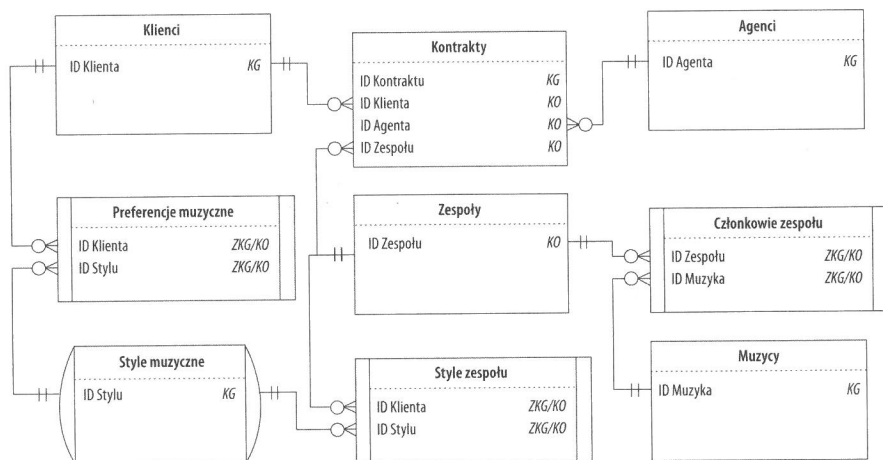 Klienci
ID Klienta KG
Kontrakty
ID Kontraktu KG
ID Klienta KO
ID Agenta KO
ID Zespołu KO
Agenci
ID Agenta KG
Preferencje muzyczne
ID Klienta ZKG/KO
ID Stylu ZKG/KO
Zespoły
ID Zespołu KO
Członkowie zespołu
ID Zespołu ZKG/KO
ID Muzyka ZKG/KO
Style muzyczne
ID Stylu KG
Style zespołu
ID Klienta ZKG/KO
ID Stylu ZKG/KO
Muzycy
ID Muzyka KG